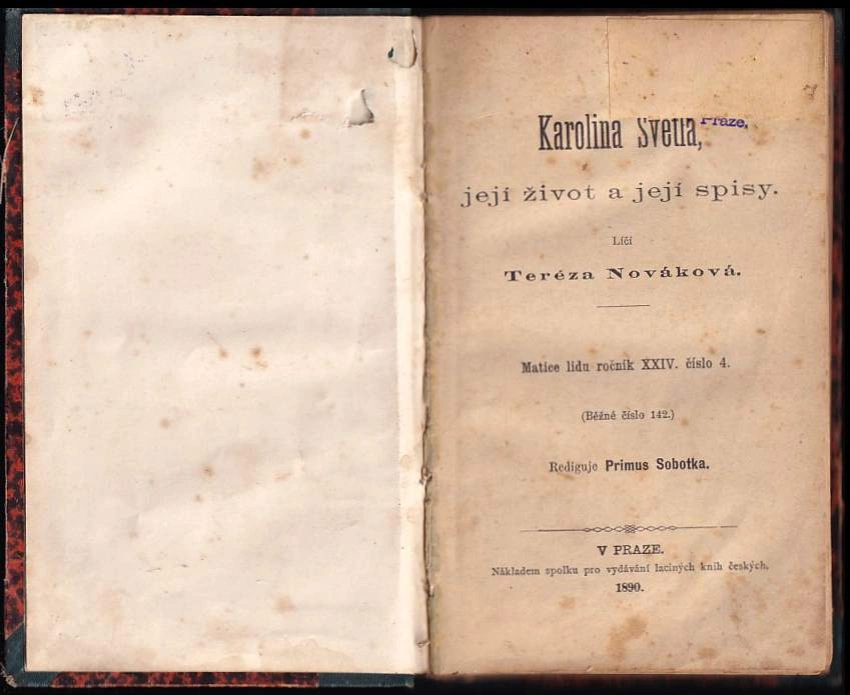 Karolina Světlá,
Praze,
její život a její spisy.
Líčí
Teréza Nováková.
Matice lidu ročník XXIV. číslo 4.
(Běžné číslo 142.)
Rediguje Primus Sobotka.
V PRAZE.
Nákladem spolku pro vydávání laciných knih českých.
1890.